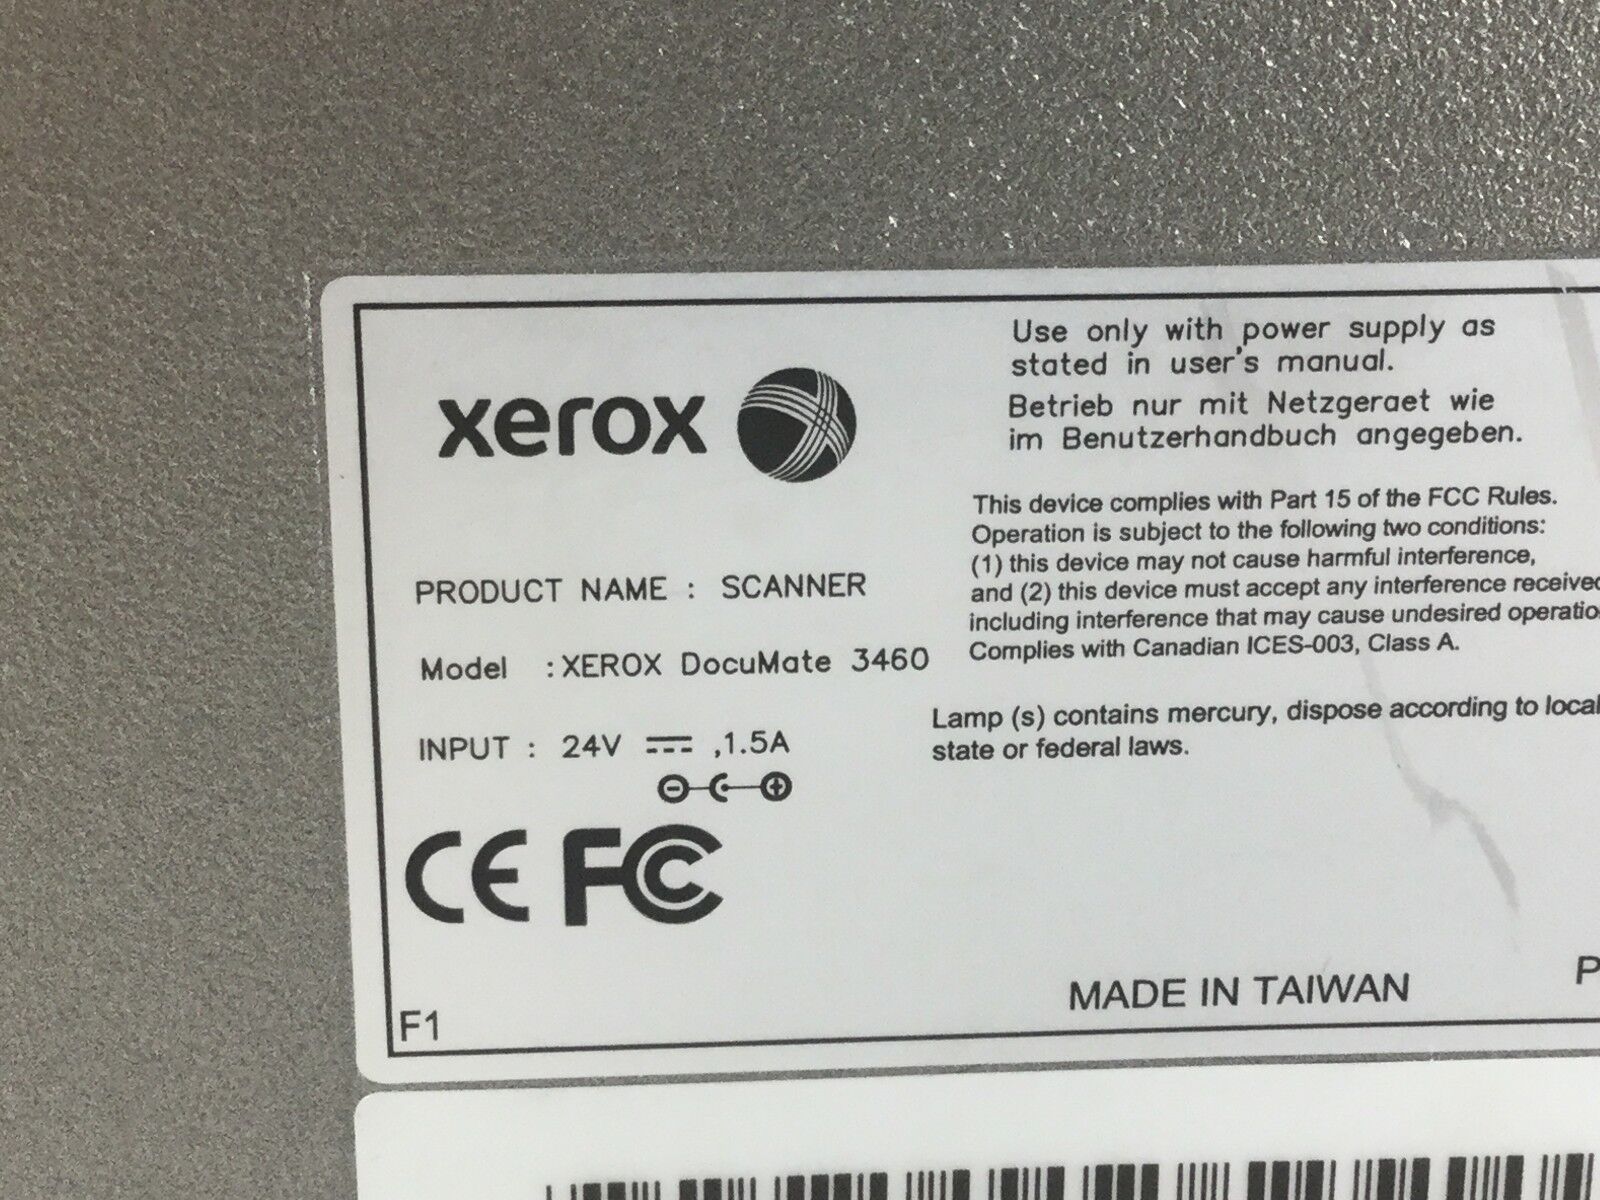 xerox
PRODUCT NAME : SCANNER
Model : XEROX DocuMate 3460
INPUT : 24V ⎓ ,1.5A
CE FC
F1
Use only with power supply as
stated in user's manual.
Betrieb nur mit Netzgeraet wie
im Benutzerhandbuch angegeben.
This device complies with Part 15 of the FCC Rules.
Operation is subject to the following two conditions:
(1) this device may not cause harmful interference,
and (2) this device must accept any interference received
including interference that may cause undesired operatio
Complies with Canadian ICES-003, Class A.
Lamp (s) contains mercury, dispose according to local
state or federal laws.
MADE IN TAIWAN
P